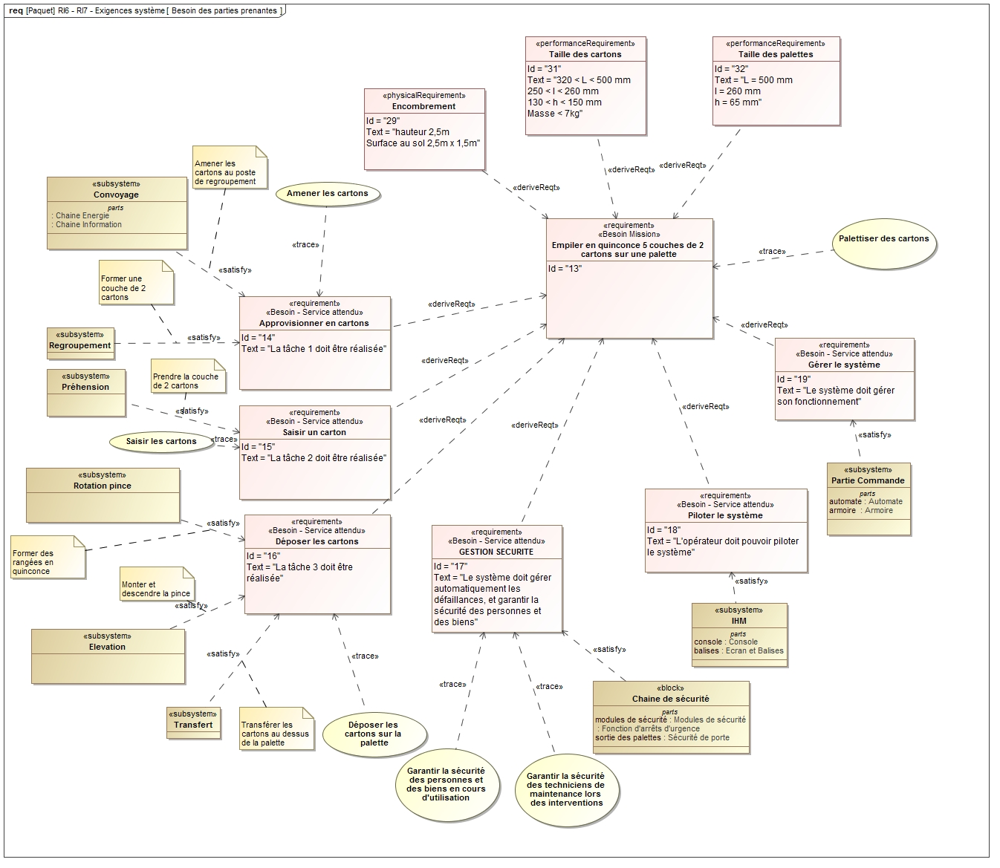 req [Paquet] RI6 - RI7 - Exigences système[ Besoin des parties prenantes ]
«performanceRequirement»
Taille des cartons
Id = "31"
Text = "320 < L < 500 mm
250 < l < 260 mm
130 < h < 150 mm
Masse < 7kg"
«performanceRequirement»
Taille des palettes
Id = "32"
Text = "L = 500 mm
l = 260 mm
h = 65 mm"
«physicalRequirement»
Encombrement
Id = "29"
Text = "hauteur 2,5m
Surface au sol 2,5m x 1,5m"
«deriveReqt»
«deriveReqt»
«deriveReqt»
Amener les
cartons au poste
de regroupement
«subsystem»
Convoyage
parts
: Chaine Energie
: Chaine Information
Amener les cartons
«trace»
«satisfy»
«requirement»
«Besoin Mission»
Empiler en quinconce 5 couches de 2
cartons sur une palette
Id = "13"
Palettiser des cartons
«trace»
Former une
couche de 2
cartons
«requirement»
«Besoin - Service attendu»
Approvisionner en cartons
Id = "14"
Text = "La tâche 1 doit être réalisée"
«deriveReqt»
«subsystem»
Regroupement
«satisfy»
«deriveReqt»
«requirement»
«Besoin - Service attendu»
Gérer le système
Id = "19"
Text = "Le système doit gérer
son fonctionnement"
Prendre la couche
de 2 cartons
«subsystem»
Préhension
«satisfy»
«deriveReqt»
«requirement»
«Besoin - Service attendu»
Saisir un carton
Id = "15"
Text = "La tâche 2 doit être réalisée"
Saisir les cartons
«trace»
«deriveReqt»
«deriveReqt»
«deriveReqt»
«satisfy»
«subsystem»
Partie Commande
parts
automate : Automate
armoire : Armoire
«subsystem»
Rotation pince
«satisfy»
«requirement»
«Besoin - Service attendu»
Déposer les cartons
Id = "16"
Text = "La tâche 3 doit être
réalisée"
«requirement»
«Besoin - Service attendu»
GESTION SECURITE
Id = "17"
Text = "Le système doit gérer
automatiquement les
défaillances, et garantir la
sécurité des personnes et
des biens"
«requirement»
«Besoin - Service attendu»
Piloter le système
Id = "18"
Text = "L'opérateur doit pouvoir piloter
le système"
Former des
rangées en
quinconce
Monter et
descendre la pince
«satisfy»
«satisfy»
«subsystem»
IHM
parts
console : Console
balises : Ecran et Balises
«subsystem»
Elevation
«satisfy»
«trace»
«satisfy»
«trace»
«trace»
«block»
Chaine de sécurité
parts
modules de sécurité : Modules de sécurité
: Fonction d'arrêts d'urgence
sortie des palettes : Sécurité de porte
«subsystem»
Transfert
Transférer les
cartons au dessus
de la palette
Déposer les
cartons sur la
palette
Garantir la sécurité
des personnes et
des biens en cours
d'utilisation
Garantir la sécurité
des techniciens de
maintenance lors
des interventions